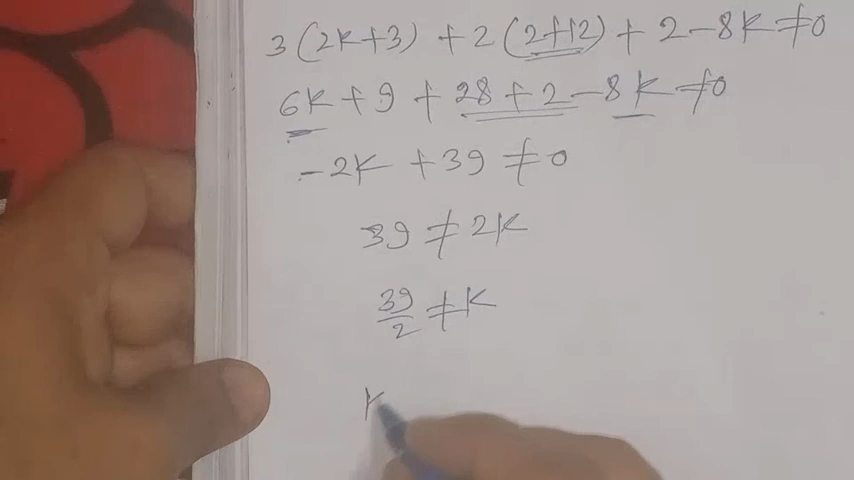 3(2K+3) +2(2+12) + 2-8K≠0
6K+9+28+2-8K≠0
-2K+39≠0
39≠2K
39/2≠K
K